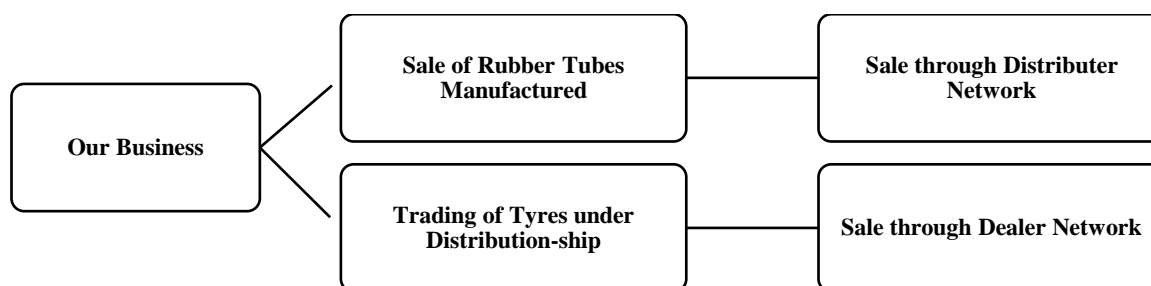 Our Business
Sale of Rubber Tubes
Manufactured
Sale through Distributer
Network
Trading of Tyres under
Distribution-ship
Sale through Dealer Network